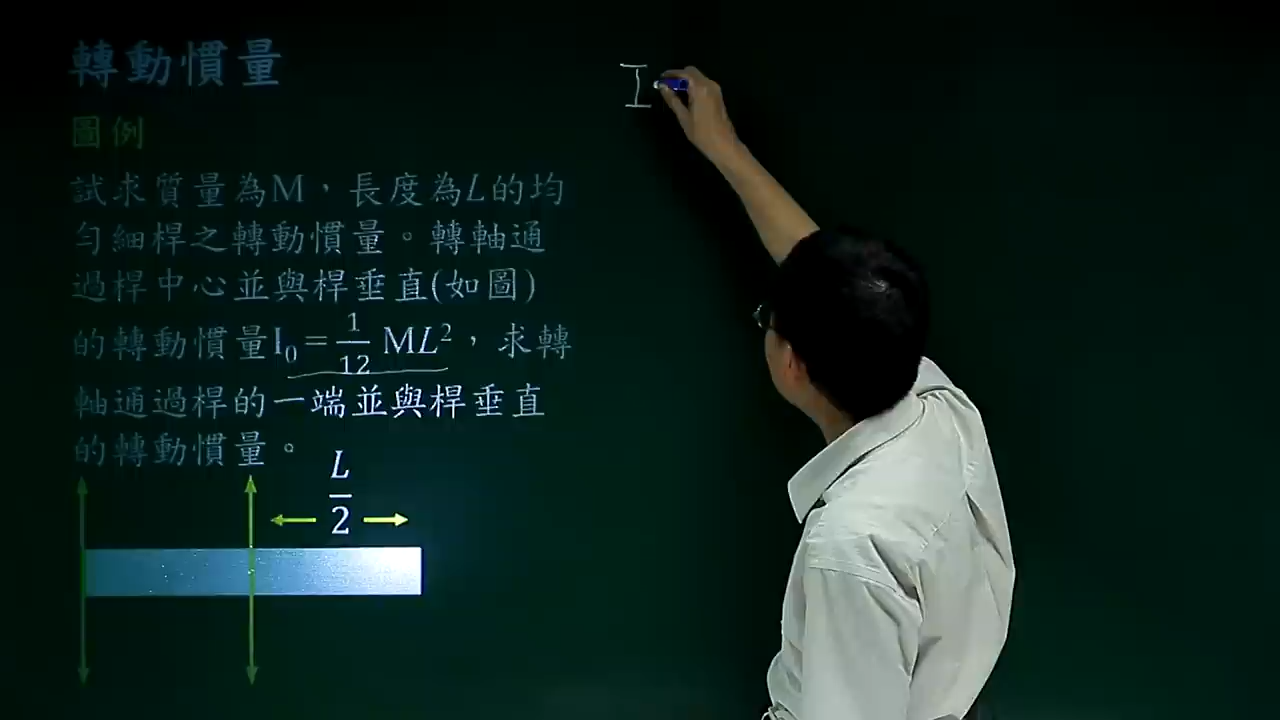 轉動慣量
圖例
試求質量為M,長度為L的均
勻細桿之轉動慣量。轉軸通
過桿中心並與桿垂直(如圖)
的轉動慣量I₀=1/12 ML²,求轉
軸通過桿的一端並與桿垂直
的轉動慣量。
L/2
I